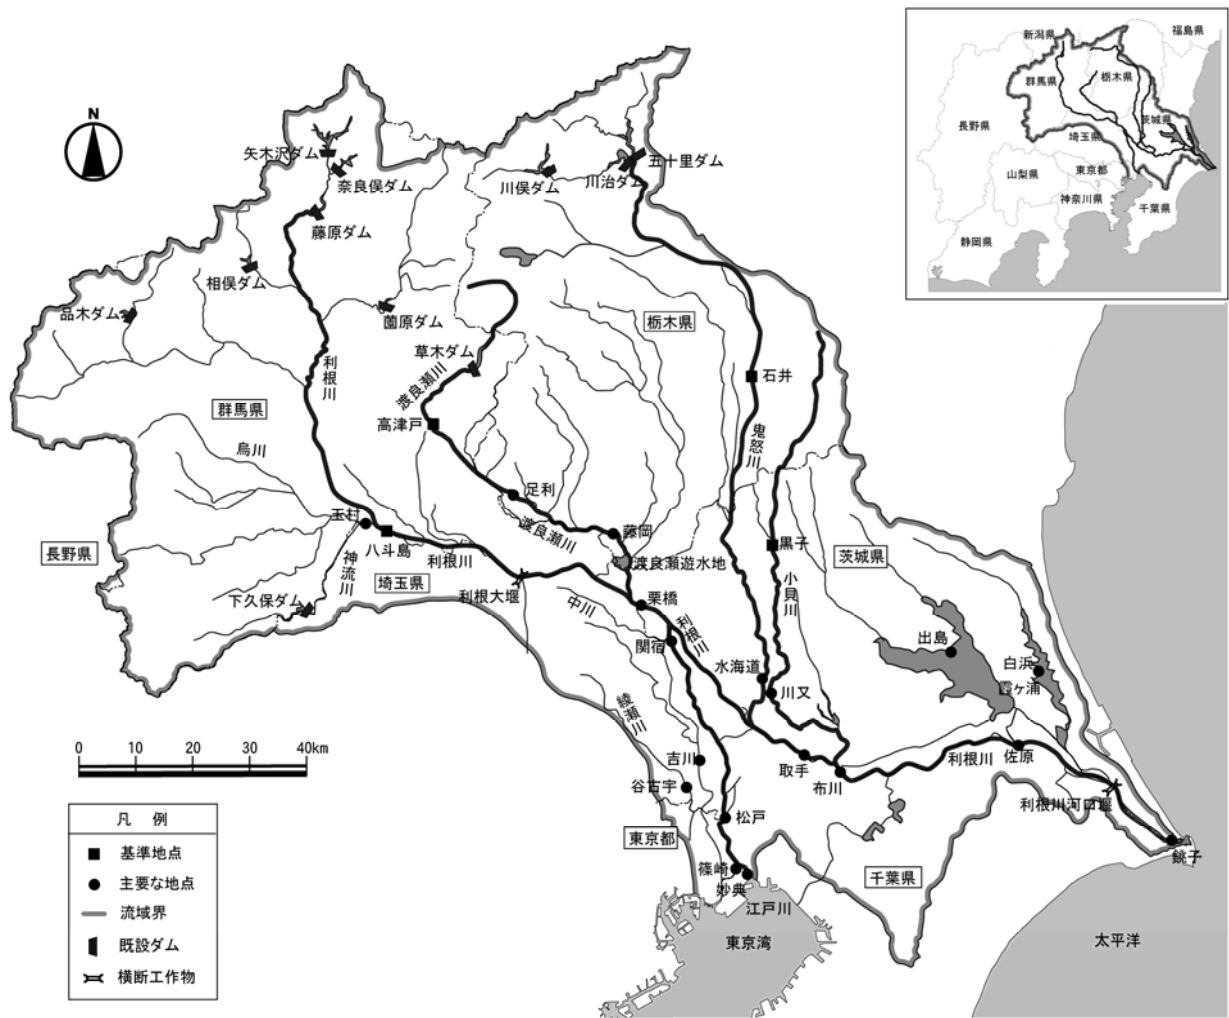 N
新潟県
福島県
群馬県
栃木県
長野県
茨城県
埼玉県
山梨県
東京都
神奈川県
千葉県
静岡県
矢木沢ダム
奈良俣ダム
五十里ダム
川俣ダム
川治ダム
藤原ダム
相俣ダム
品木ダム
薗原ダム
栃木県
草木ダム
利根川
渡良瀬川
石井
群馬県
高津戸
烏川
鬼怒川
足利
玉村
渡良瀬川
藤岡
八斗島
黒子
長野県
神流川
利根川
渡良瀬遊水地
茨城県
埼玉県
小貝川
下久保ダム
利根大堰
中川
栗橋
利根川
関宿
出島
水海道
白浜
川又
霞ヶ浦
綾瀬川
吉川
取手
利根川
佐原
谷古宇
布川
利根川河口堰
松戸
東京都
銚子
篠崎
妙典
千葉県
江戸川
東京湾
太平洋
0 10 20 30 40km
凡 例
基準地点
主要な地点
流域界
既設ダム
横断工作物